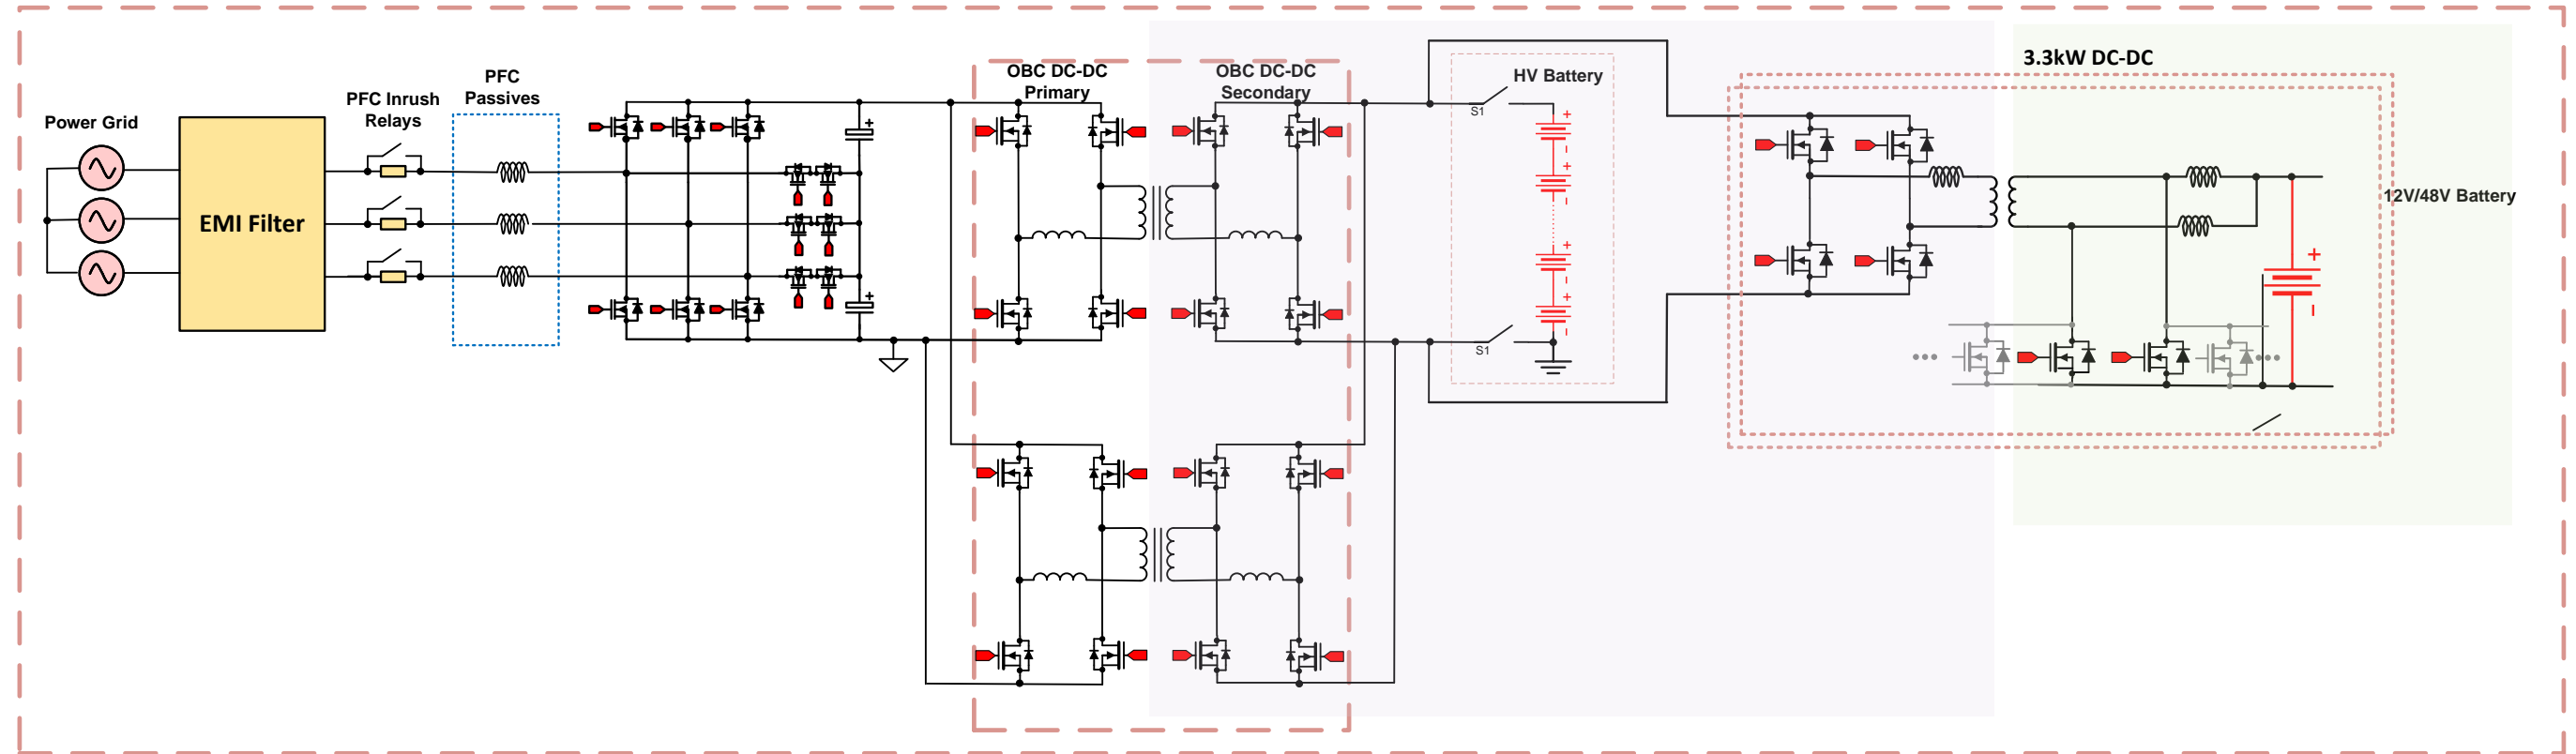 Power Grid
EMI Filter
PFC Inrush
Relays
PFC
Passives
+
+
OBC DC-DC
Primary
OBC DC-DC
Secondary
HV Battery
S1
+
+
+
+
S1
3.3kW DC-DC
12V/48V Battery
+